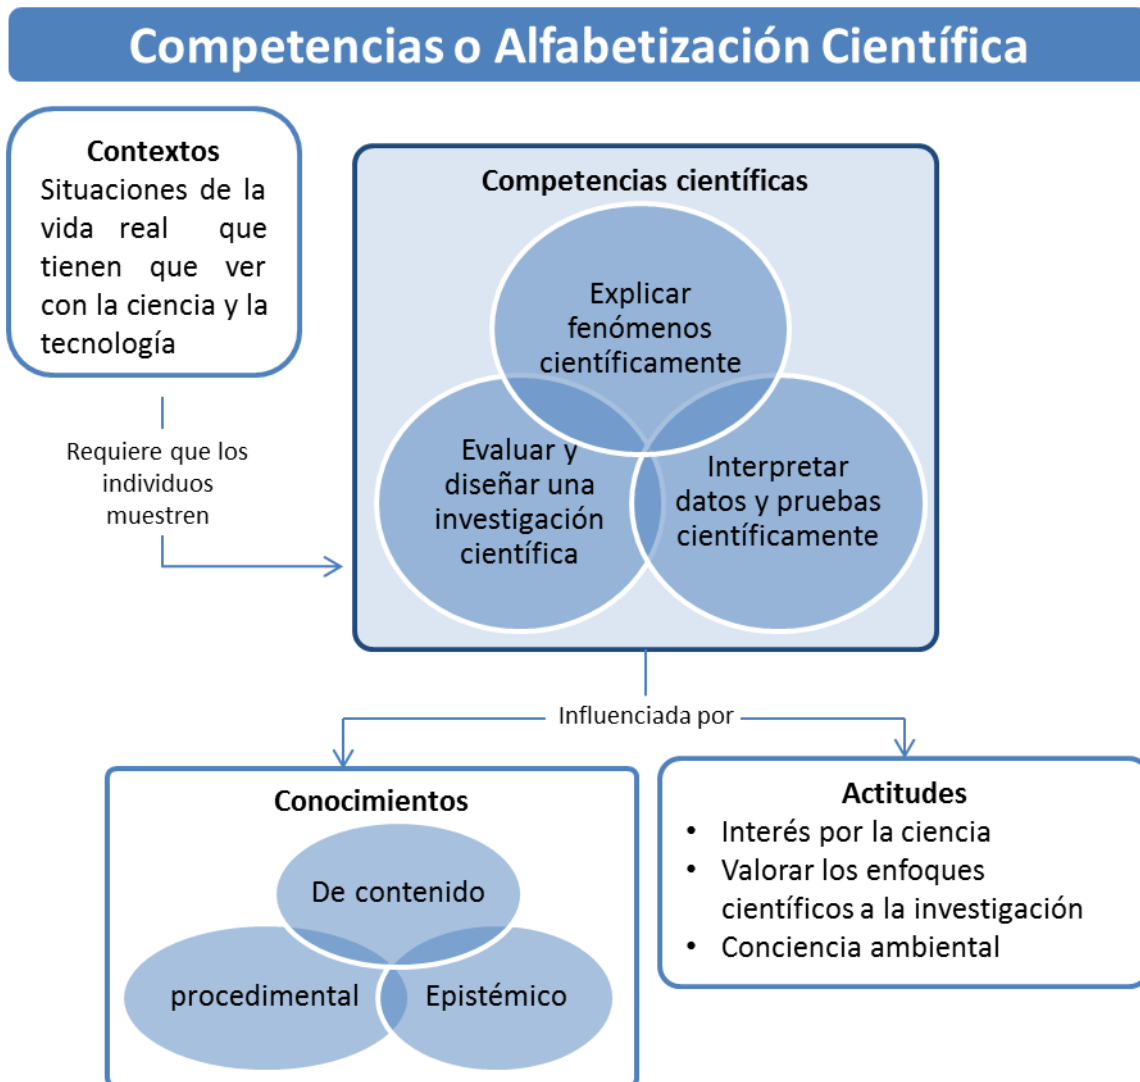 Competencias o Alfabetización Científica
Contextos
Situaciones de la
vida real que
tienen que ver
con la ciencia y la
tecnología
Requiere que los
individuos
muestren
Competencias científicas
Explicar
fenómenos
científicamente
Evaluar y
diseñar una
investigación
científica
Interpretar
datos y pruebas
científicamente
Influenciada por
Conocimientos
De contenido
procedimental
Epistémico
Actitudes
• Interés por la ciencia
• Valorar los enfoques
científicos a la investigación
• Conciencia ambiental